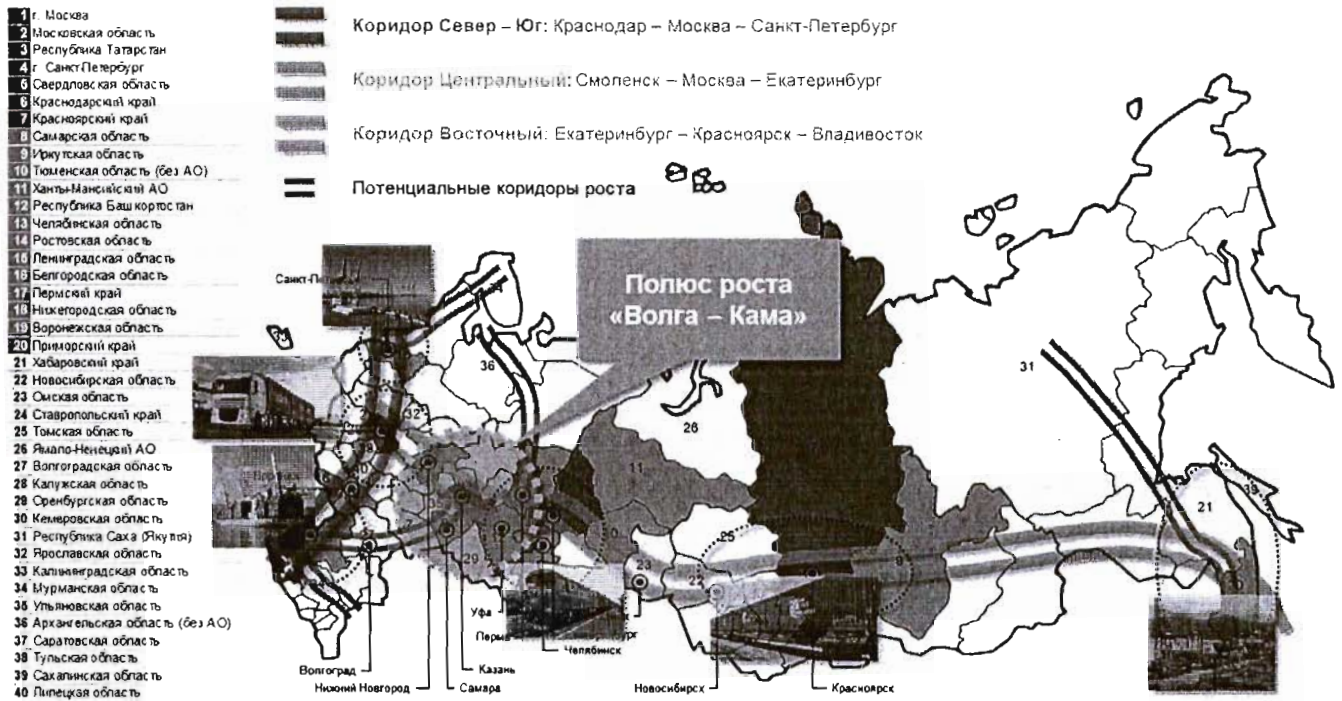 1 г. Москва
2 Московская область
3 Республика Татарстан
4 г. Санкт-Петербург
5 Свердловская область
6 Краснодарский край
7 Красноярский край
8 Самарская область
9 Иркутская область
10 Тюменская область (без АО)
11 Ханты-Мансийский АО
12 Республика Башкортостан
13 Челябинская область
14 Ростовская область
15 Ленинградская область
16 Белгородская область
17 Пермский край
18 Нижегородская область
19 Воронежская область
20 Приморский край
21 Хабаровский край
22 Новосибирская область
23 Омская область
24 Ставропольский край
25 Томская область
26 Ямало-Ненецкий АО
27 Волгоградская область
28 Калужская область
29 Оренбургская область
30 Кемеровская область
31 Республика Саха (Якутия)
32 Ярославская область
33 Калининградская область
34 Мурманская область
35 Ульяновская область
36 Архангельская область (без АО)
37 Саратовская область
38 Тульская область
39 Сахалинская область
40 Липецкая область
Коридор Север – Юг: Краснодар – Москва – Санкт-Петербург
Коридор Центральный: Смоленск – Москва – Екатеринбург
Коридор Восточный: Екатеринбург – Красноярск – Владивосток
Потенциальные коридоры роста
Полюс роста
«Волга – Кама»
36
32
26
31
11
25
21
39
29
23
22
9
Уфа
Челябинск
Волгоград
Казань
Нижний Новгород
Самара
Новосибирск
Красноярск